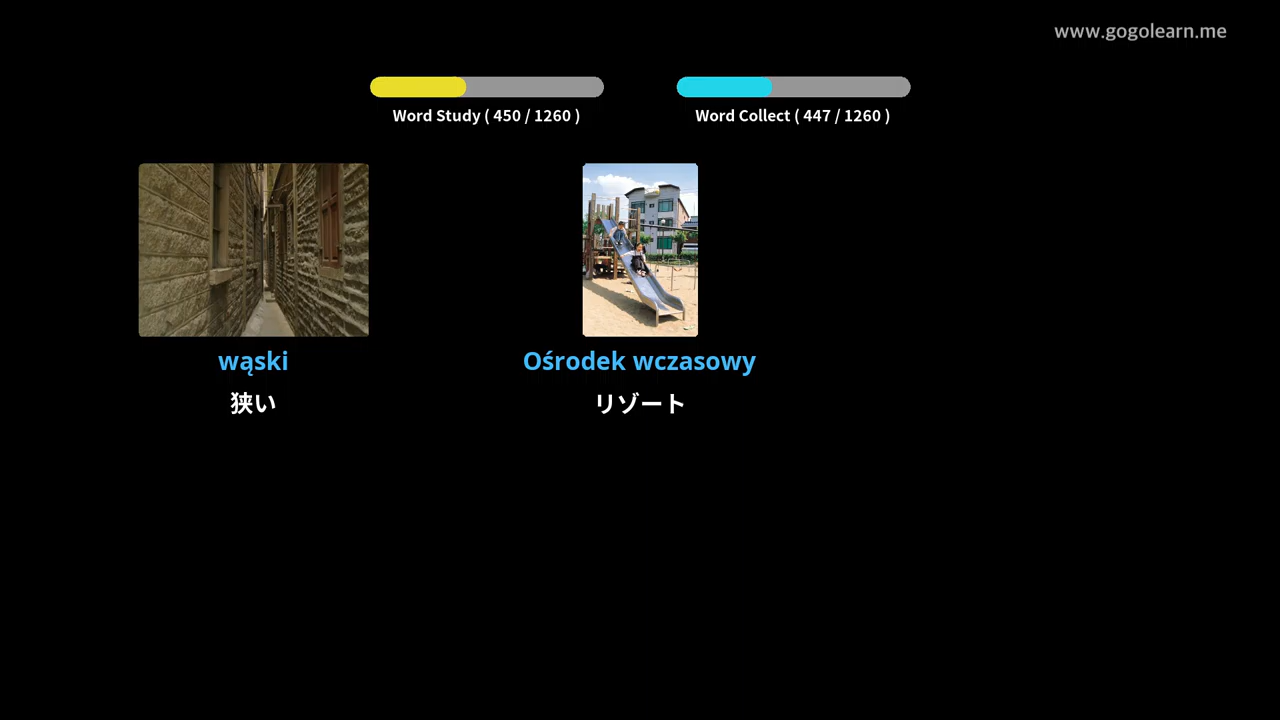 www.gogolearn.me
Word Study ( 450 / 1260 )
Word Collect ( 447 / 1260 )
wąski
狭い
Ośrodek wczasowy
リゾート